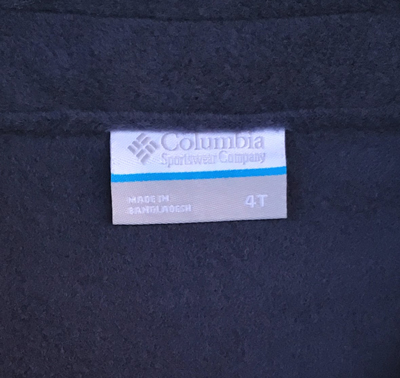 Columbia
Sportswear Company
MADE IN
BANGLADESH
4T